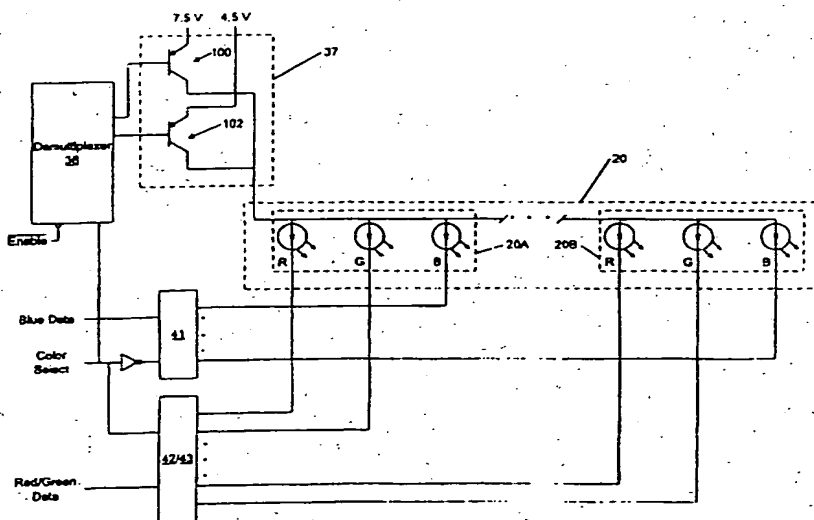 7.5 V 4.5 V
100
37
102
Demultiplexer
36
Enable
20
R G B 20A 20B R G B
Blue Data
41
Color
Select
42/43
Red/Green
Data